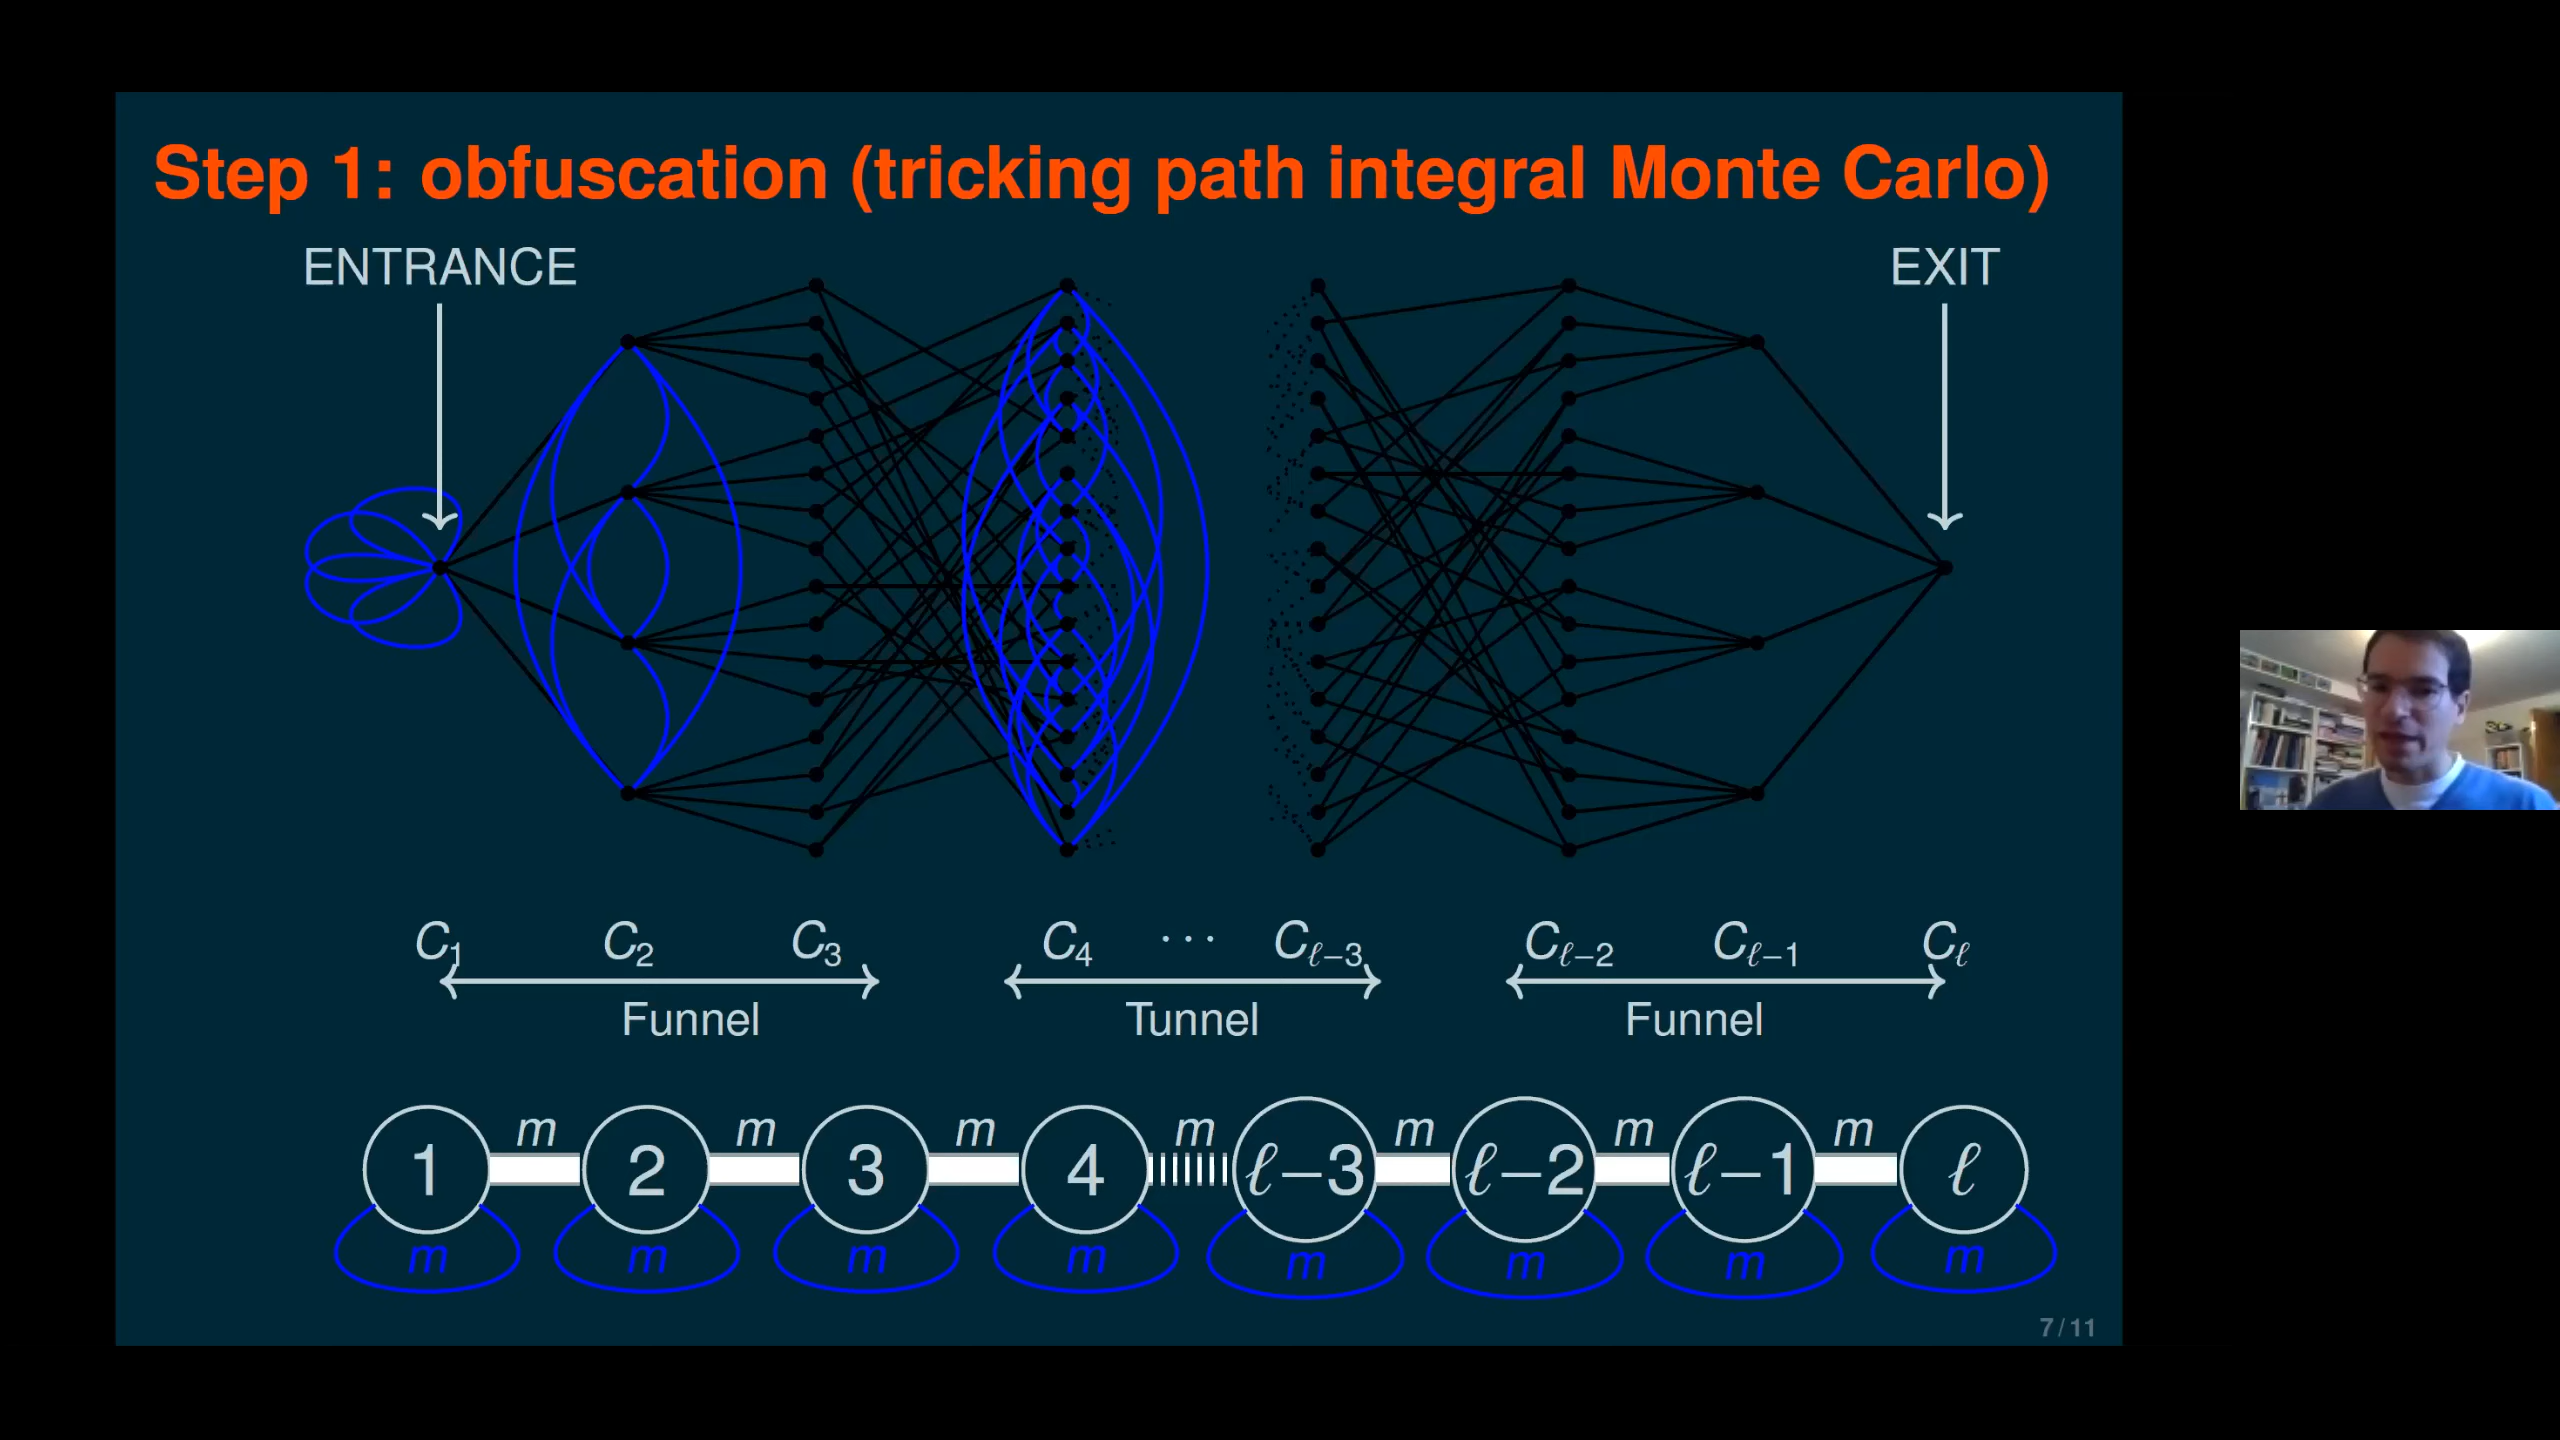 Step 1: obfuscation (tricking path integral Monte Carlo)
ENTRANCE EXIT
C₁ C₂ C₃ C₄ ··· Cℓ−3 Cℓ−2 Cℓ−1 Cℓ
Funnel Tunnel Funnel
m m m m m m m
1 2 3 4 ℓ−3 ℓ−2 ℓ−1 ℓ
m m m m m m m m
7 / 11